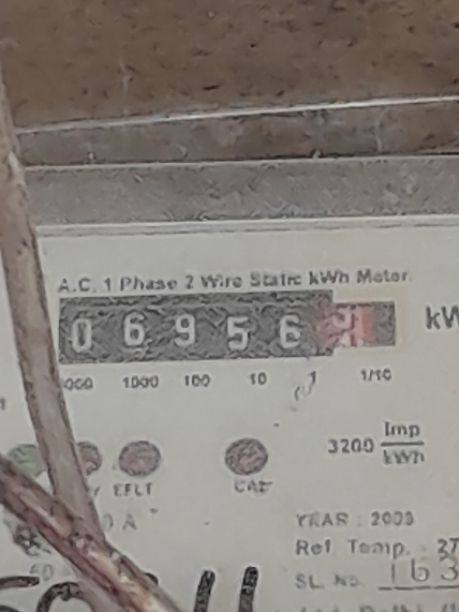 A.C. 1 Phase 2 Wire Static kWh Meter.
0 6 9 5 6
1000 100 10 1 1/10
3200 Imp/kWh
EFLT CAL
A
YEAR : 2009
Ref. Temp. : 27
SL. No. 163